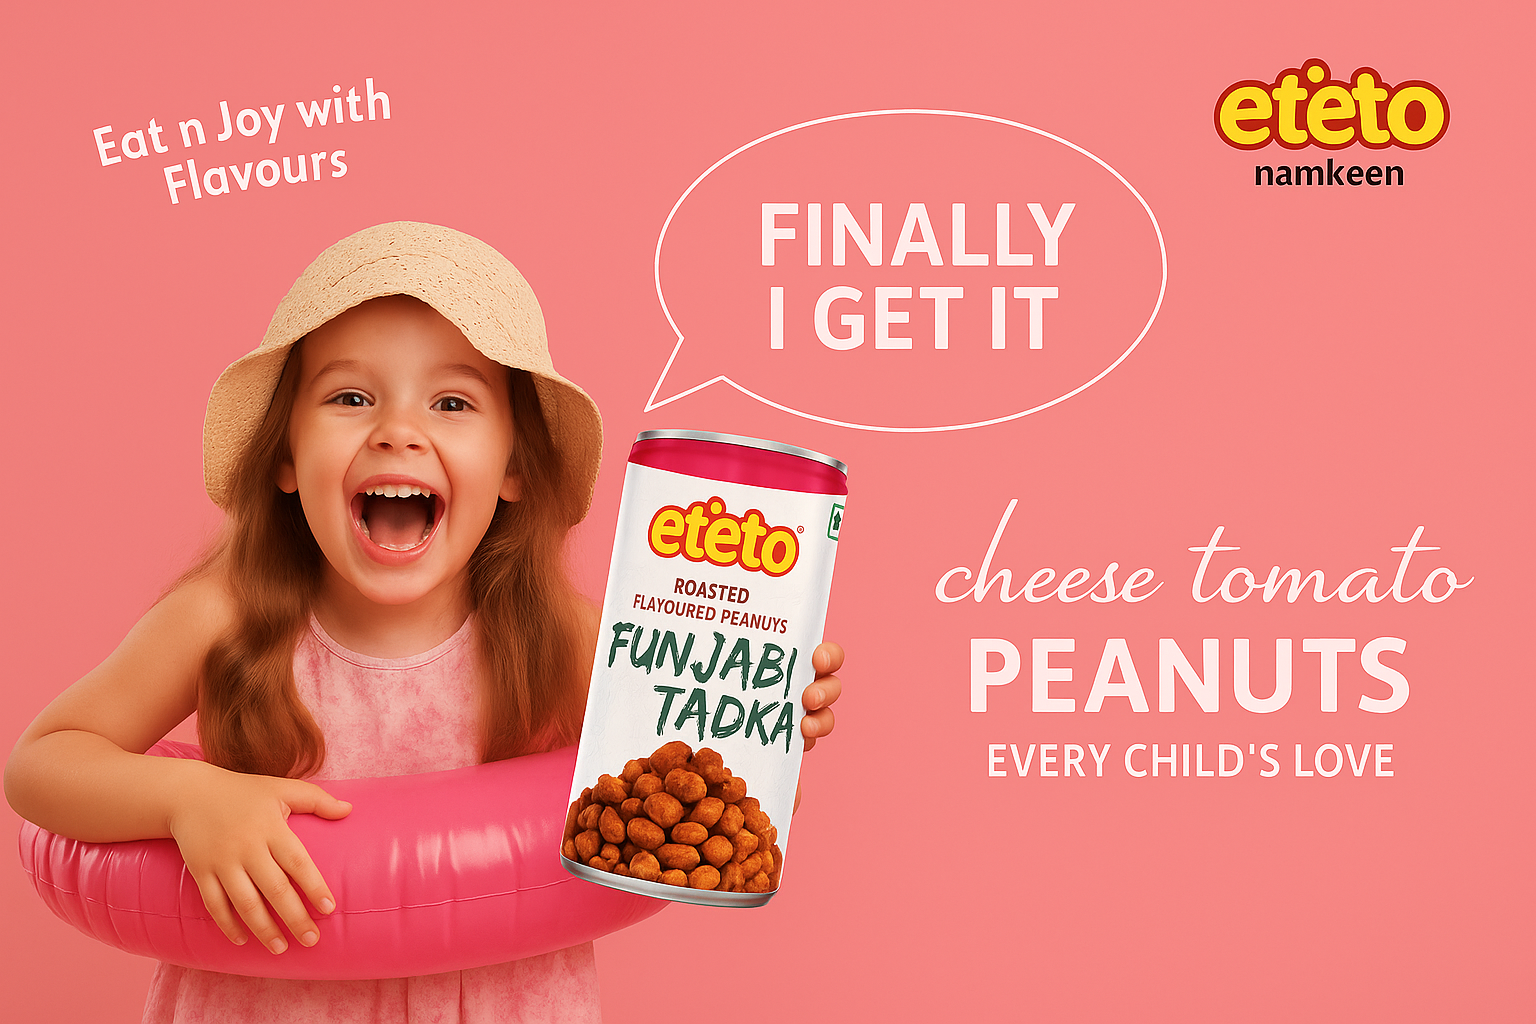 Eat n Joy with
Flavours
eteto
namkeen
FINALLY
I GET IT
eteto®
ROASTED
FLAYOURED PEANUYS
FUNJABI
TADKA
cheese tomato
PEANUTS
EVERY CHILD'S LOVE